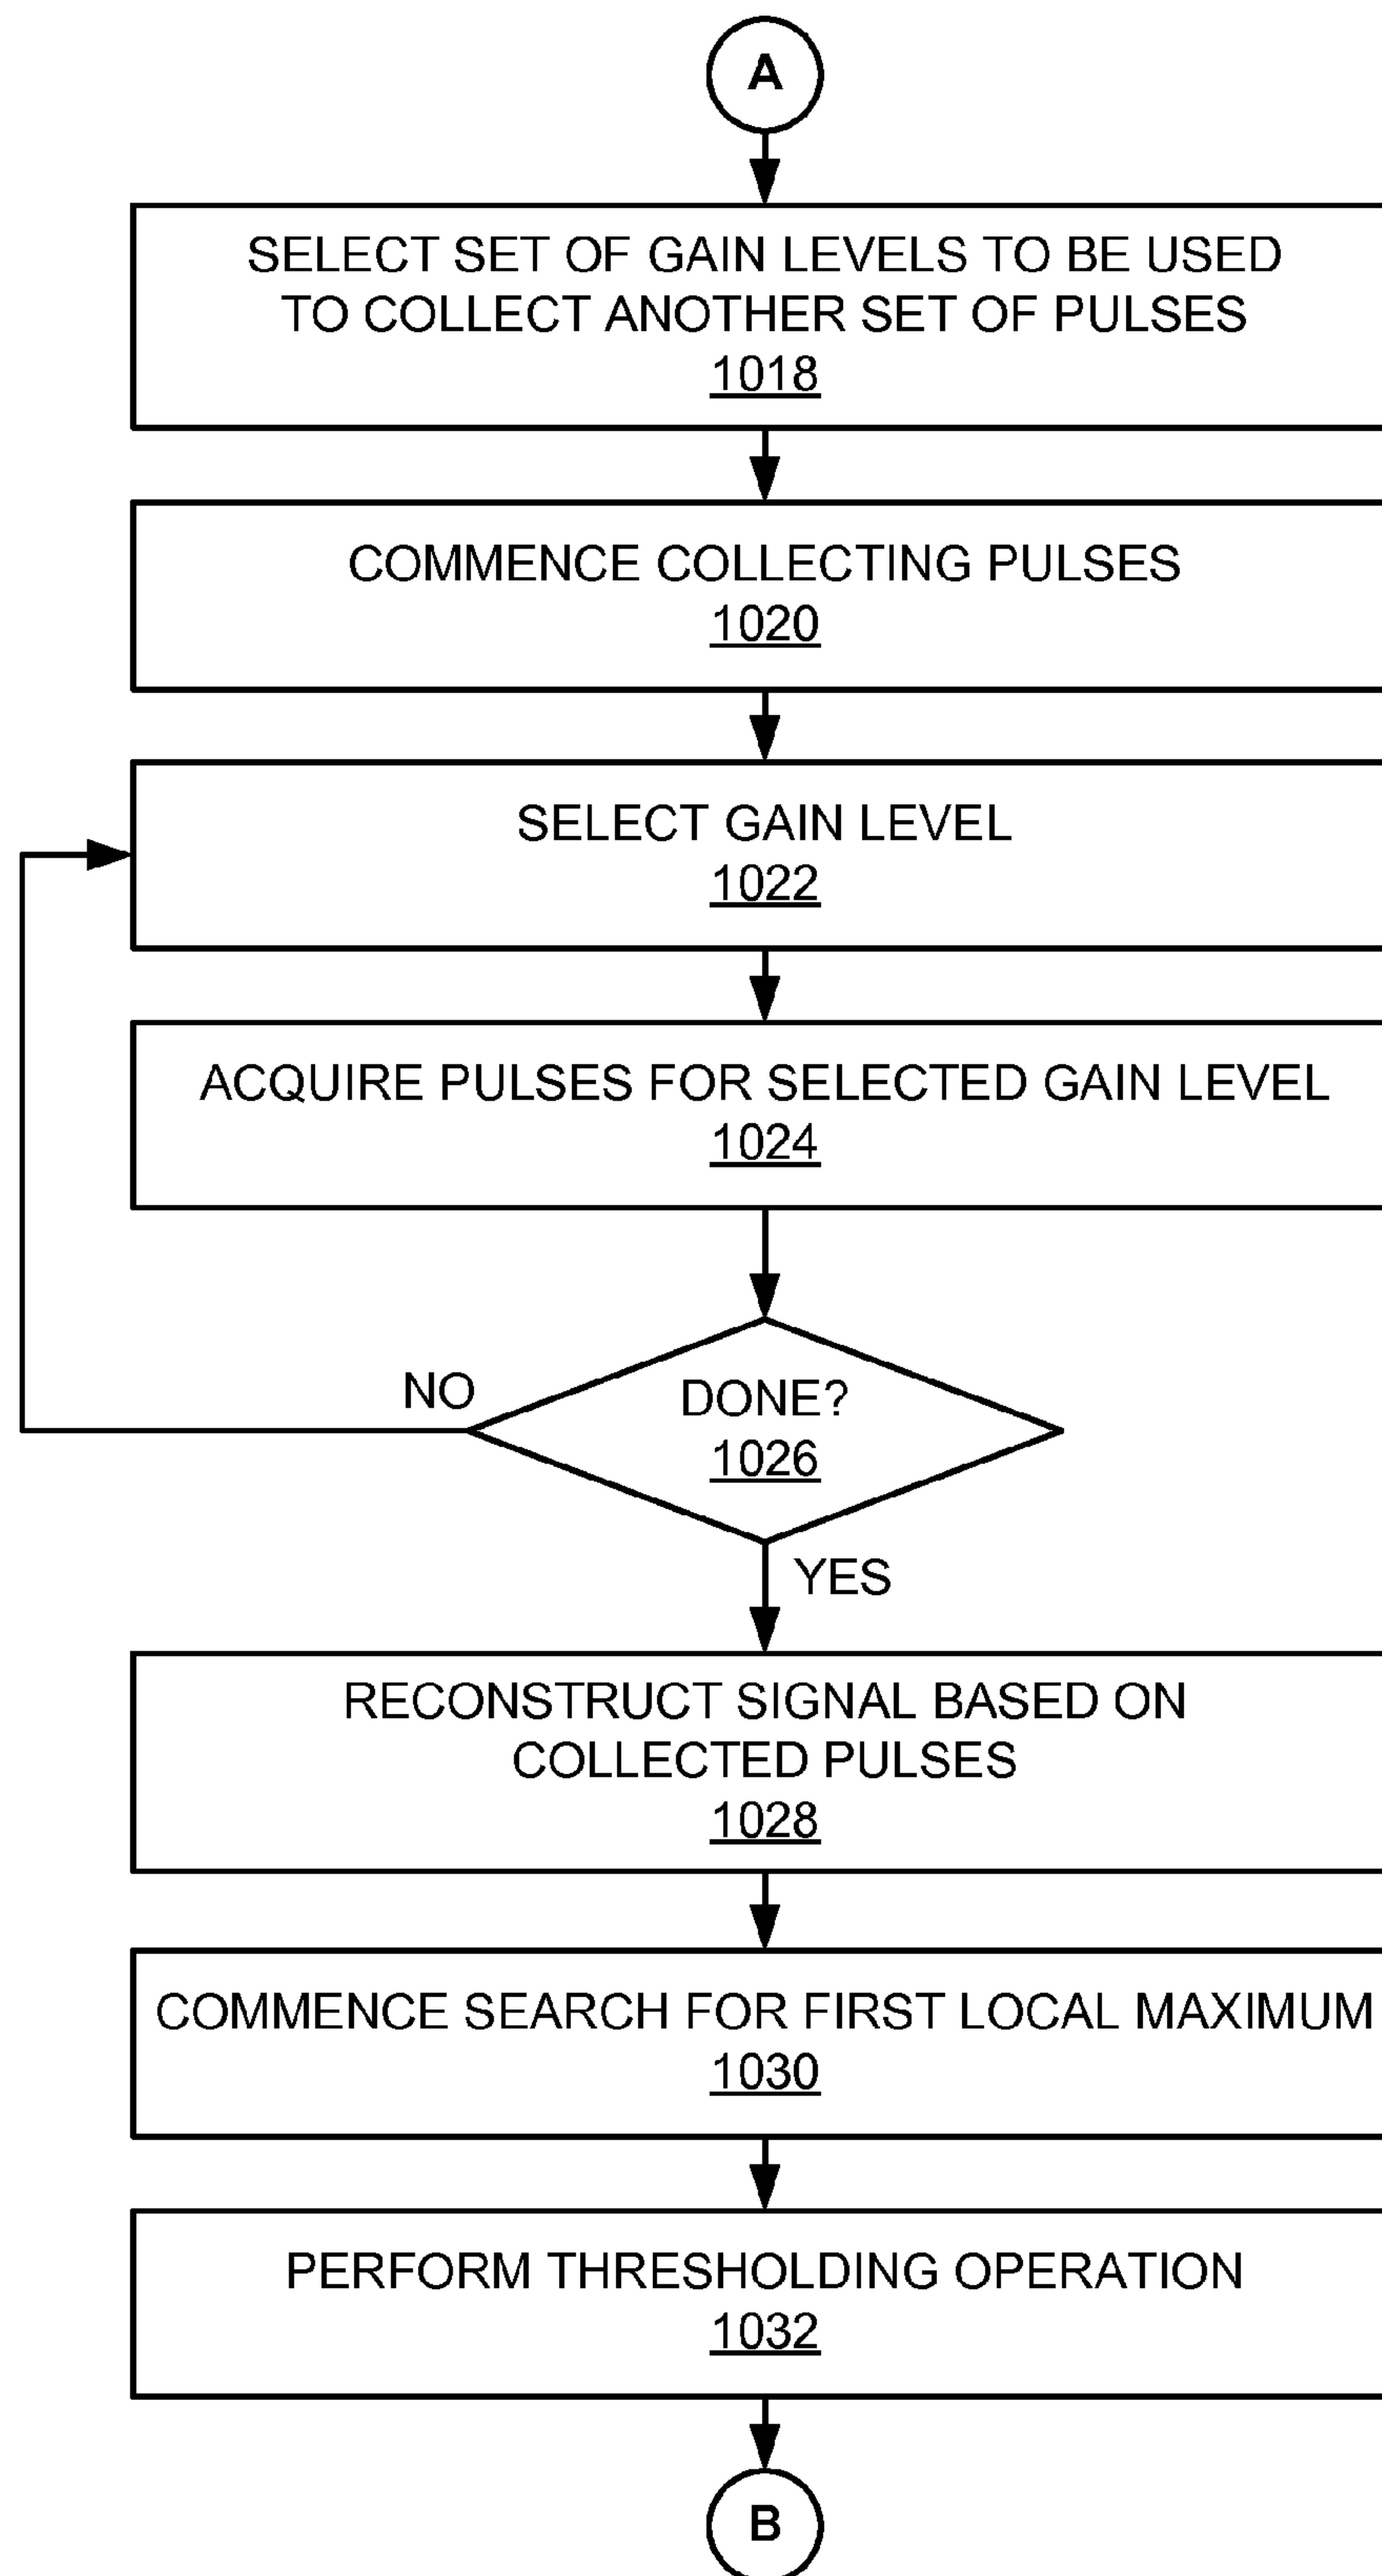 A
SELECT SET OF GAIN LEVELS TO BE USED
TO COLLECT ANOTHER SET OF PULSES
1018
COMMENCE COLLECTING PULSES
1020
SELECT GAIN LEVEL
1022
ACQUIRE PULSES FOR SELECTED GAIN LEVEL
1024
NO
DONE?
1026
YES
RECONSTRUCT SIGNAL BASED ON
COLLECTED PULSES
1028
COMMENCE SEARCH FOR FIRST LOCAL MAXIMUM
1030
PERFORM THRESHOLDING OPERATION
1032
B